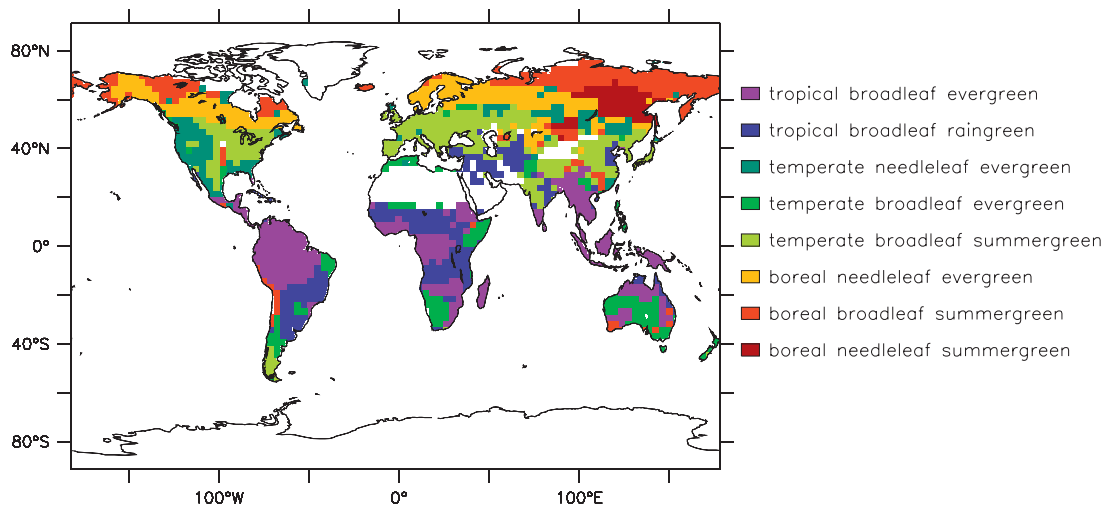 80°N
40°N
0°
40°S
80°S
100°W
0°
100°E
tropical broadleaf evergreen
tropical broadleaf raingreen
temperate needleleaf evergreen
temperate broadleaf evergreen
temperate broadleaf summergreen
boreal needleleaf evergreen
boreal broadleaf summergreen
boreal needleleaf summergreen